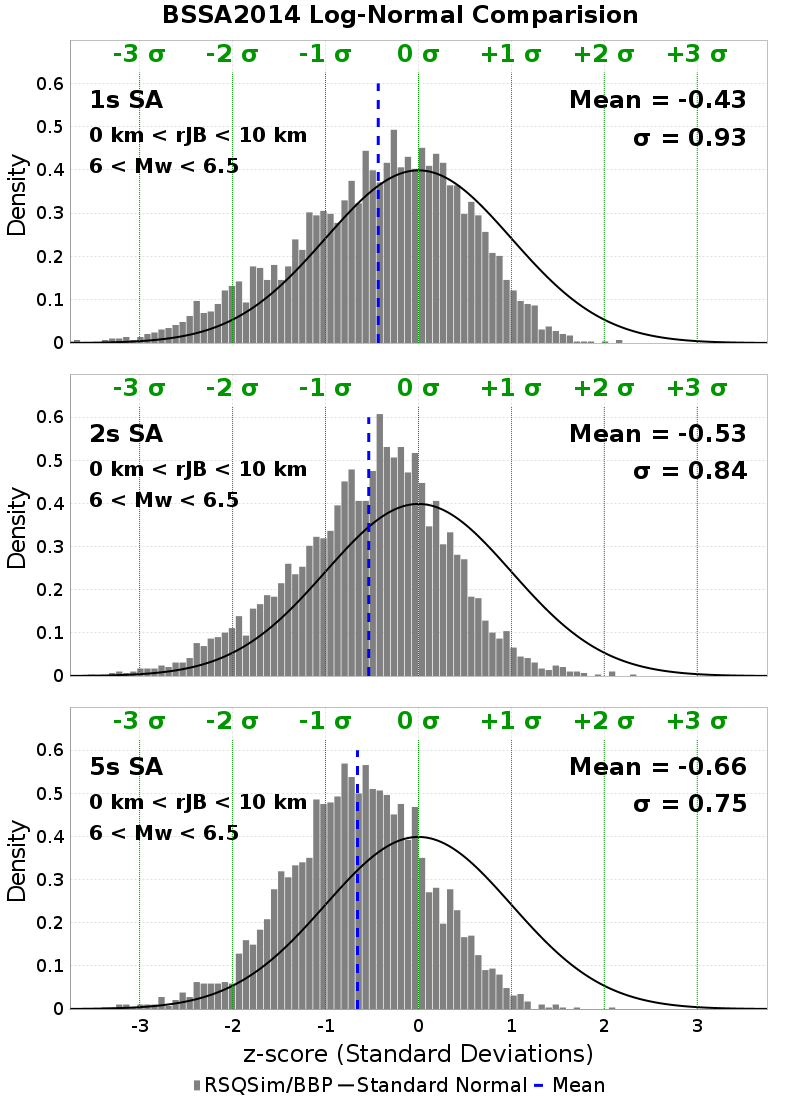 BSSA2014 Log-Normal Comparision
-3 σ -2 σ -1 σ 0 σ +1 σ +2 σ +3 σ
0.6
1s SA Mean = -0.43
0.5
0 km < rJB < 10 km σ = 0.93
6 < Mw < 6.5
0.4
Density
0.3
0.2
0.1
0
-3 σ -2 σ -1 σ 0 σ +1 σ +2 σ +3 σ
0.6
2s SA Mean = -0.53
0.5
0 km < rJB < 10 km σ = 0.84
6 < Mw < 6.5
0.4
Density
0.3
0.2
0.1
0
-3 σ -2 σ -1 σ 0 σ +1 σ +2 σ +3 σ
0.6
5s SA Mean = -0.66
0.5
0 km < rJB < 10 km σ = 0.75
6 < Mw < 6.5
0.4
Density
0.3
0.2
0.1
0
-3 -2 -1 0 1 2 3
z-score (Standard Deviations)
RSQSim/BBP Standard Normal Mean